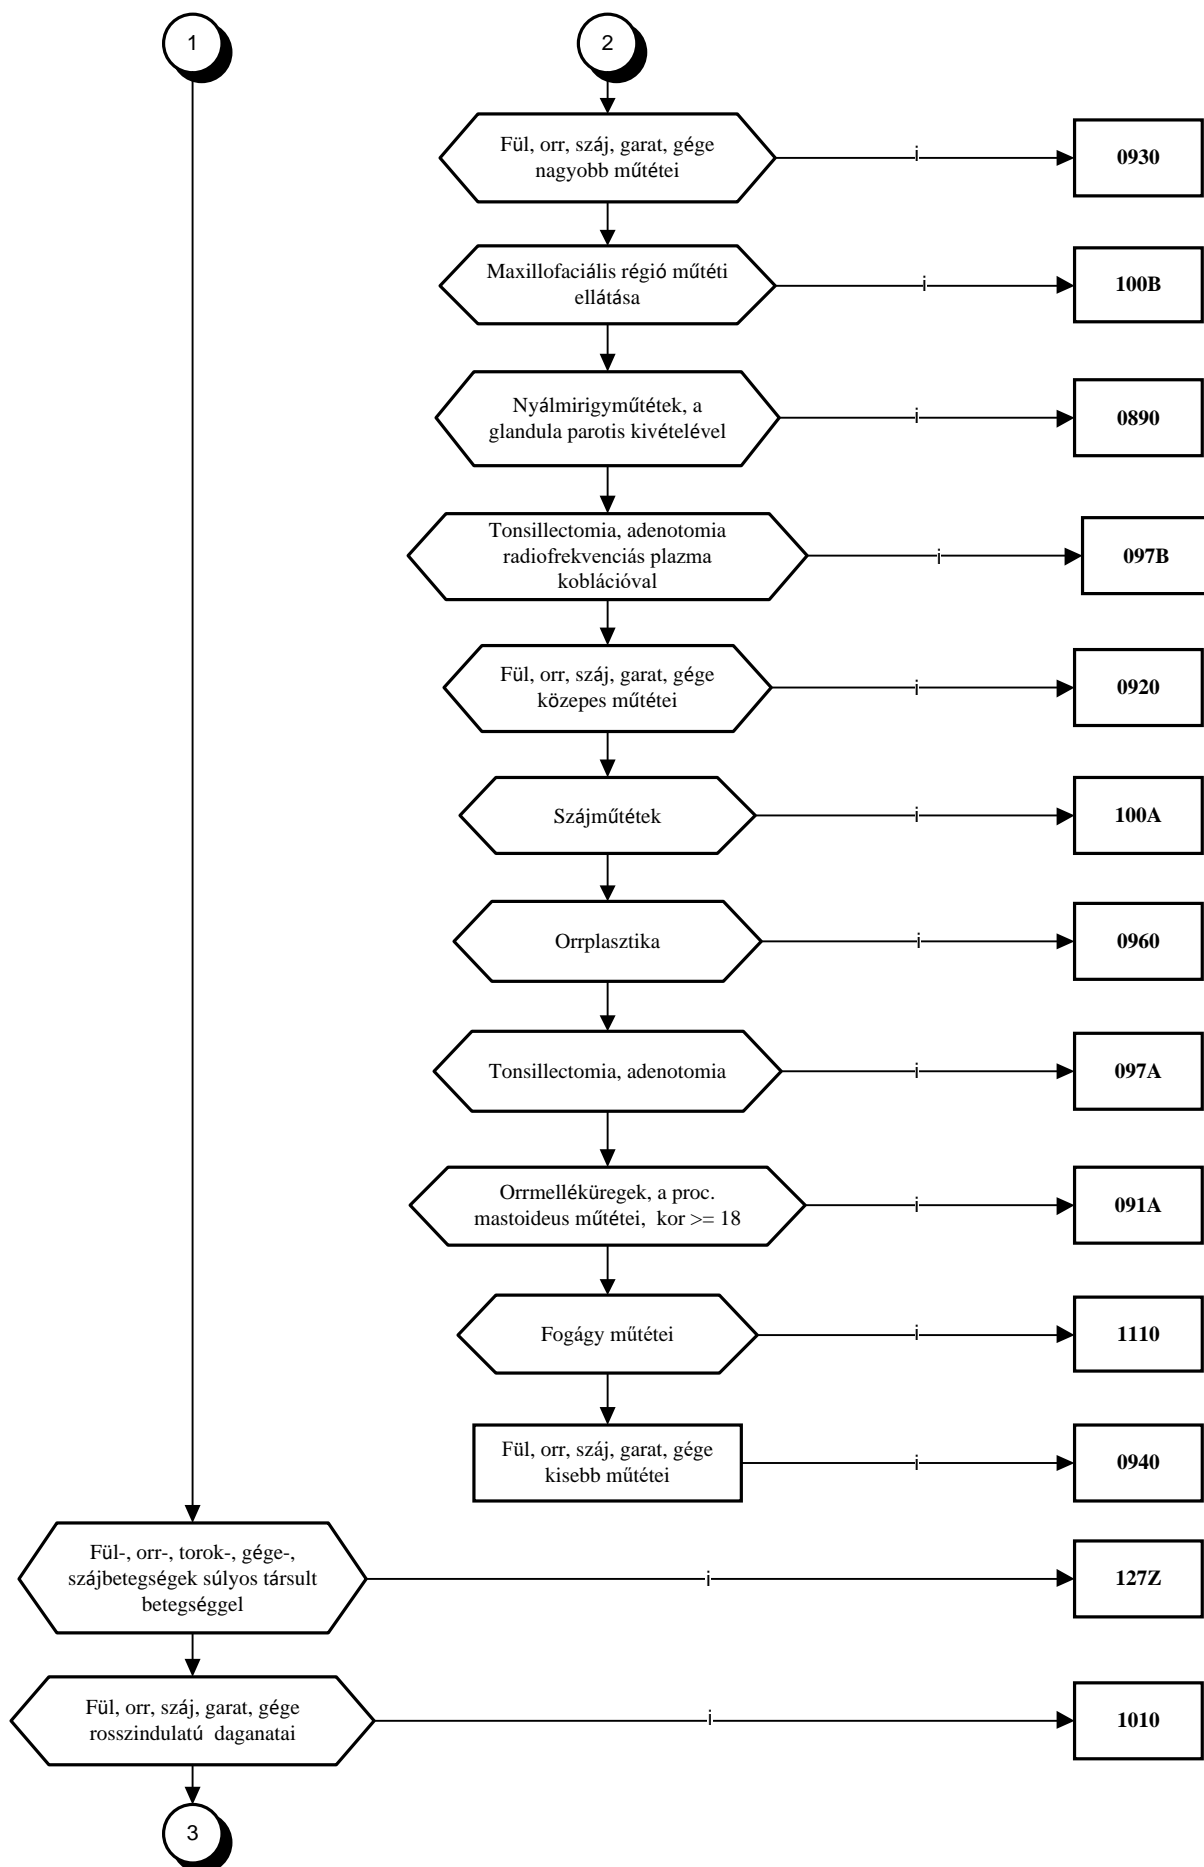 1
2
Fül, orr, száj, garat, gége
nagyobb műtétei
i
0930
Maxillofaciális régió műtéti
ellátása
i
100B
Nyálmirigyműtétek, a
glandula parotis kivételével
i
0890
Tonsillectomia, adenotomia
radiofrekvenciás plazma
koblációval
i
097B
Fül, orr, száj, garat, gége
közepes műtétei
i
0920
Szájműtétek
i
100A
Orrplasztika
i
0960
Tonsillectomia, adenotomia
i
097A
Orrmelléküregek, a proc.
mastoideus műtétei, kor >= 18
i
091A
Fogágy műtétei
i
1110
Fül, orr, száj, garat, gége
kisebb műtétei
i
0940
Fül-, orr-, torok-, gége-,
szájbetegségek súlyos társult
betegséggel
i
127Z
Fül, orr, száj, garat, gége
rosszindulatú daganatai
i
1010
3